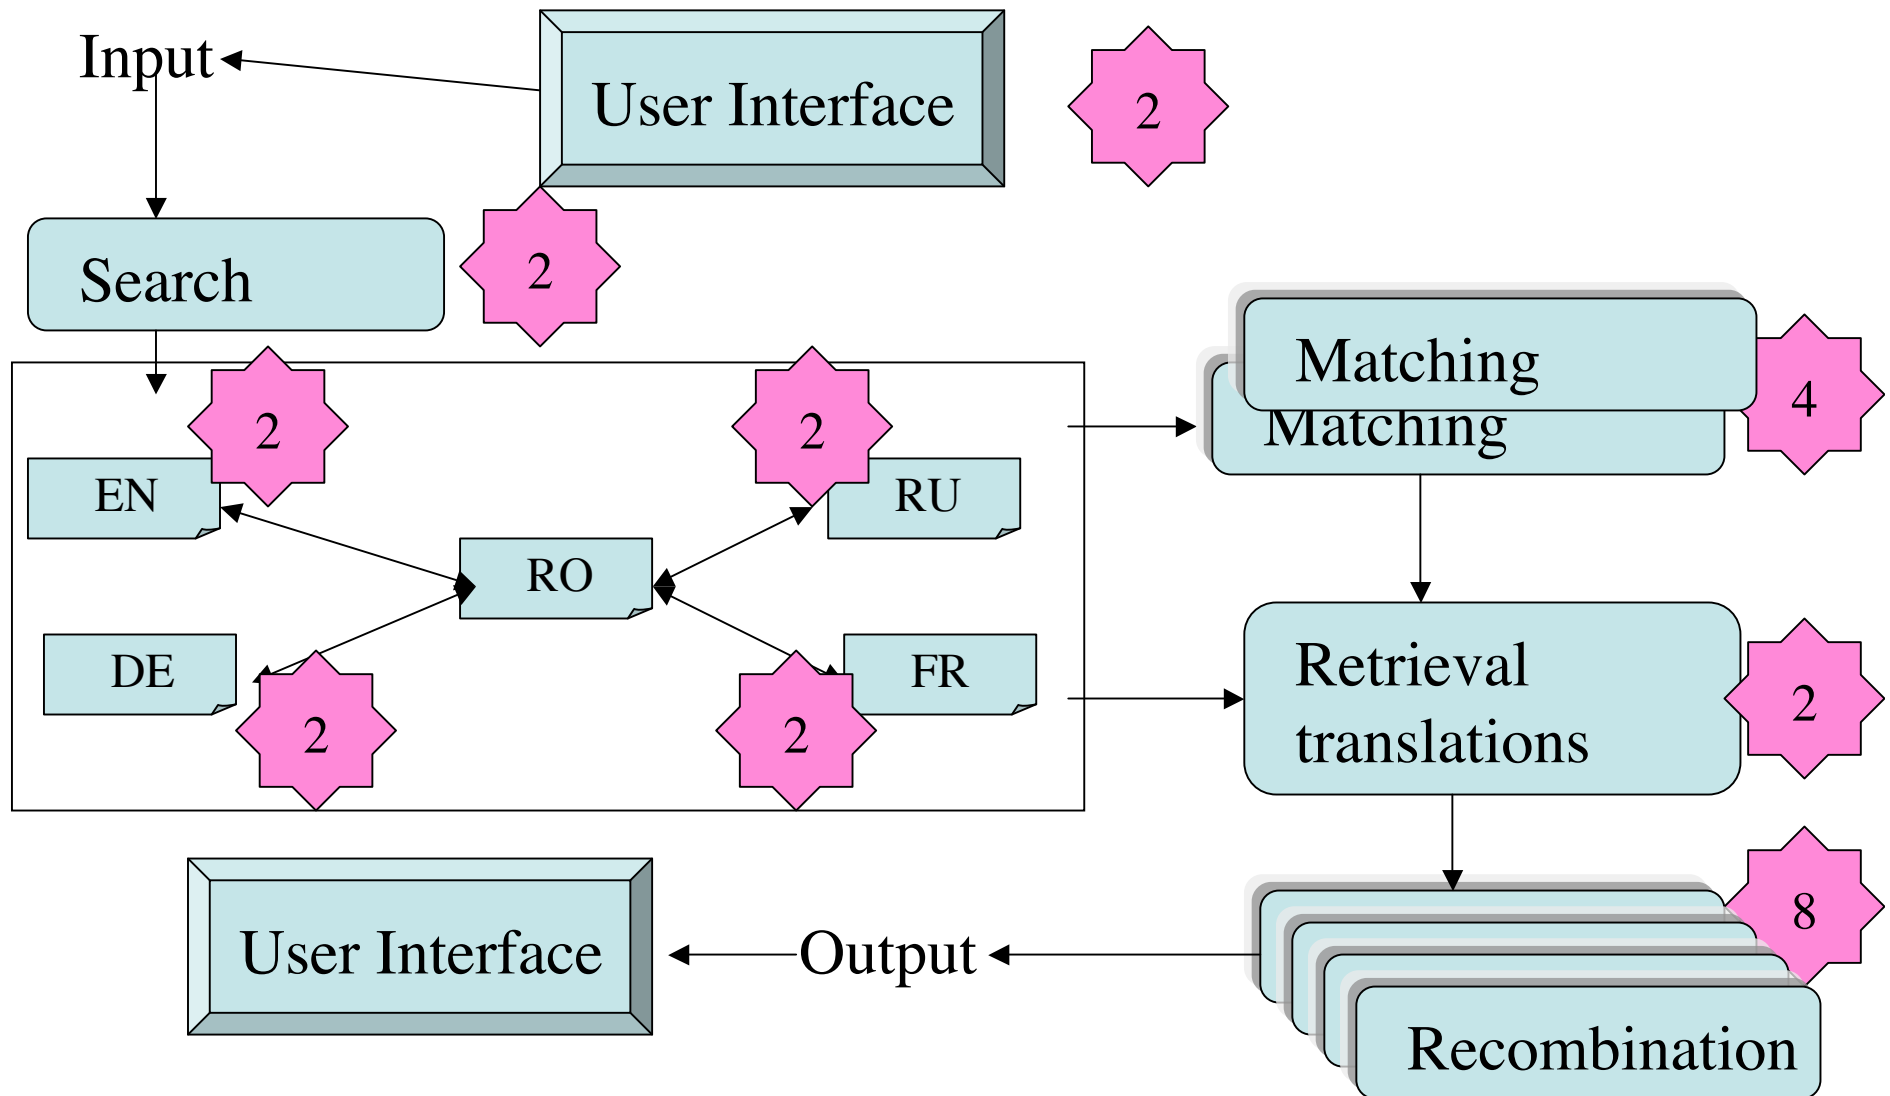 Input
User Interface
2
Search
2
Matching
4
Matching
2
2
EN
RU
RO
DE
FR
2
2
Retrieval
translations
2
8
User Interface
Output
Recombination